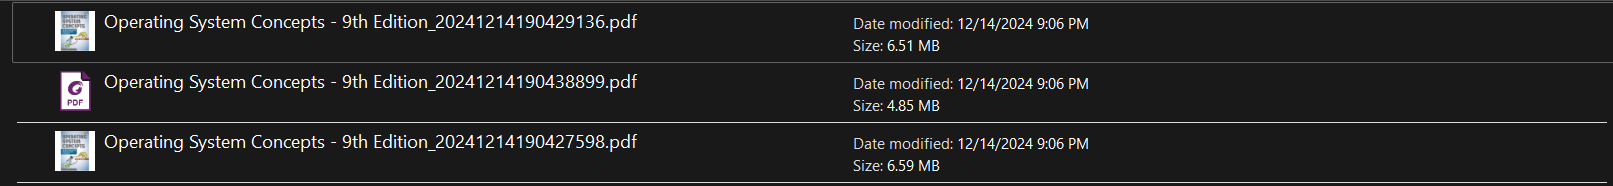 Operating System Concepts - 9th Edition_20241214190429136.pdf
Date modified: 12/14/2024 9:06 PM
Size: 6.51 MB
PDF
Operating System Concepts - 9th Edition_20241214190438899.pdf
Date modified: 12/14/2024 9:06 PM
Size: 4.85 MB
Operating System Concepts - 9th Edition_20241214190427598.pdf
Date modified: 12/14/2024 9:06 PM
Size: 6.59 MB